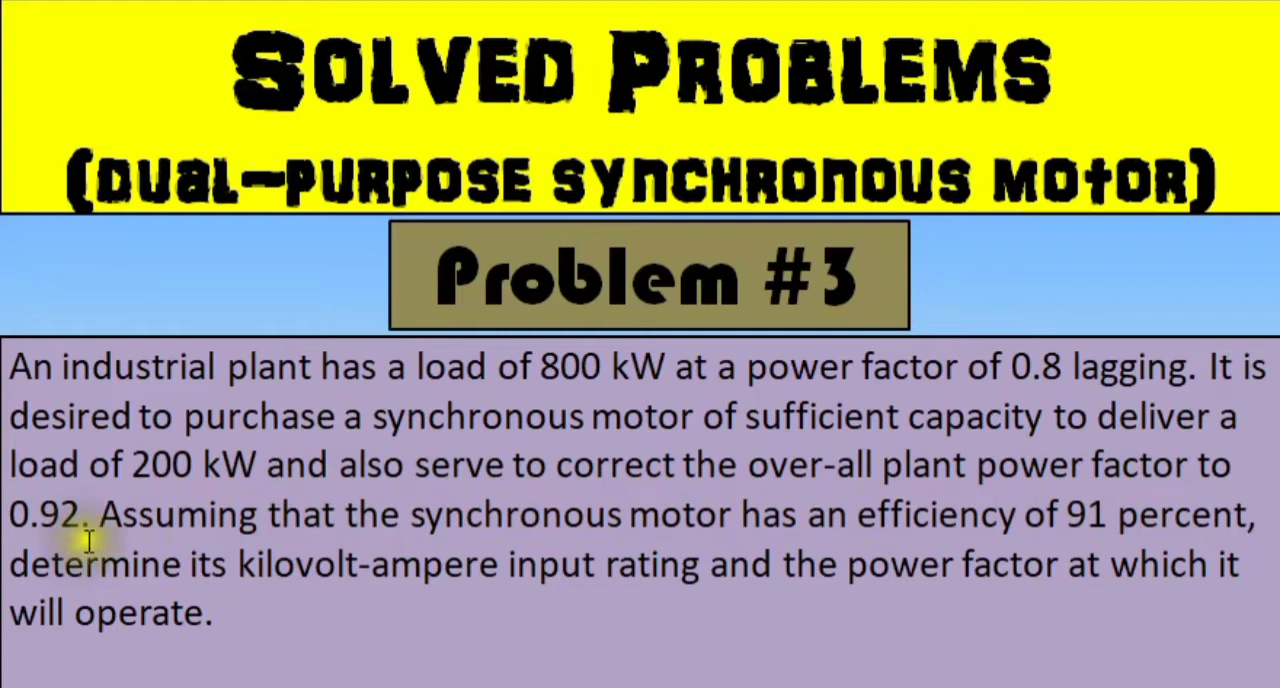 SOLVED PROBLEMS
(DUAL-PURPOSE SYNCHRONOUS MOTOR)
Problem #3
An industrial plant has a load of 800 kW at a power factor of 0.8 lagging. It is
desired to purchase a synchronous motor of sufficient capacity to deliver a
load of 200 kW and also serve to correct the over-all plant power factor to
0.92. Assuming that the synchronous motor has an efficiency of 91 percent,
determine its kilovolt-ampere input rating and the power factor at which it
will operate.